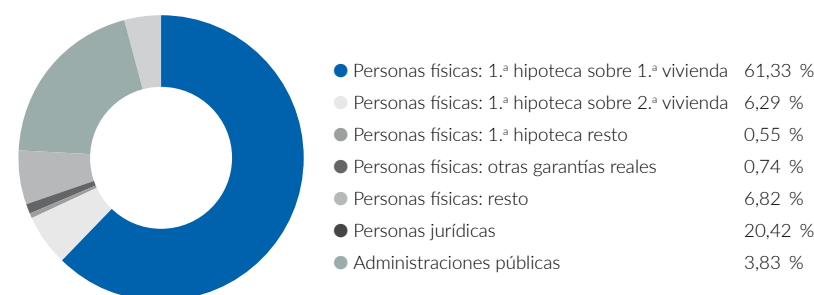 Personas físicas: 1.ª hipoteca sobre 1.ª vivienda 61,33 %
Personas físicas: 1.ª hipoteca sobre 2.ª vivienda 6,29 %
Personas físicas: 1.ª hipoteca resto 0,55 %
Personas físicas: otras garantías reales 0,74 %
Personas físicas: resto 6,82 %
Personas jurídicas 20,42 %
Administraciones públicas 3,83 %